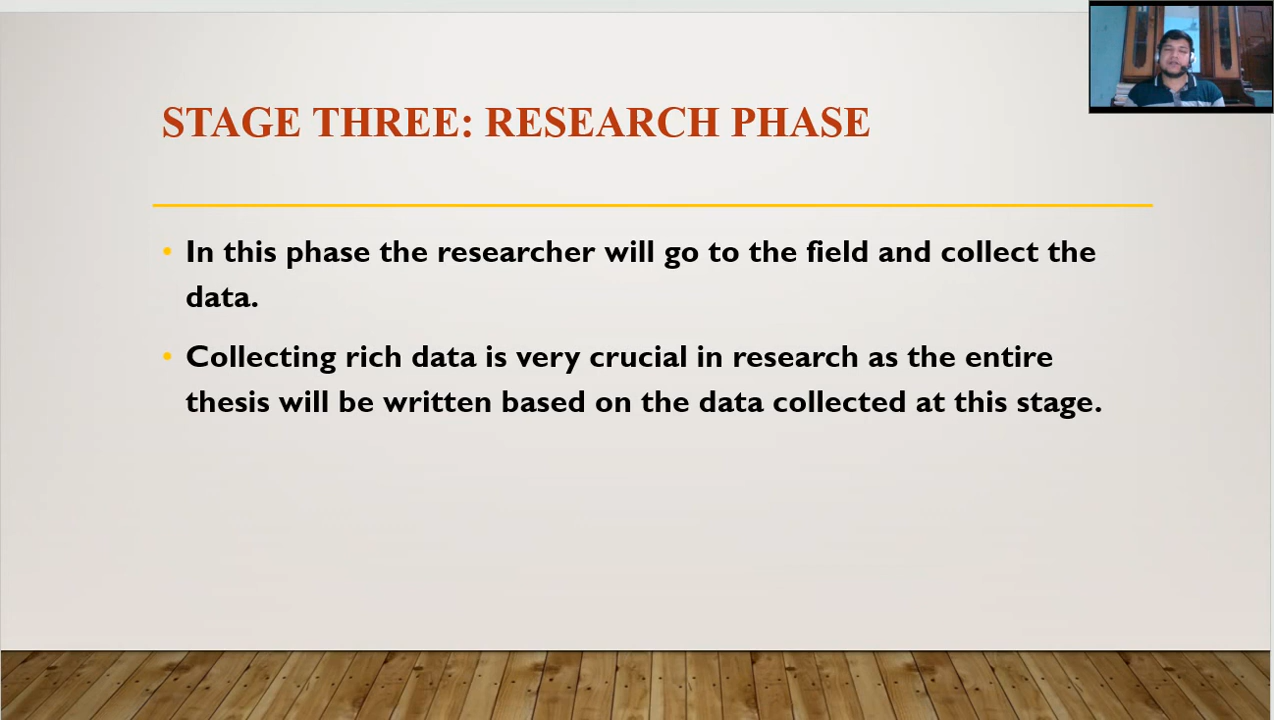 STAGE THREE: RESEARCH PHASE
• In this phase the researcher will go to the field and collect the
data.
• Collecting rich data is very crucial in research as the entire
thesis will be written based on the data collected at this stage.